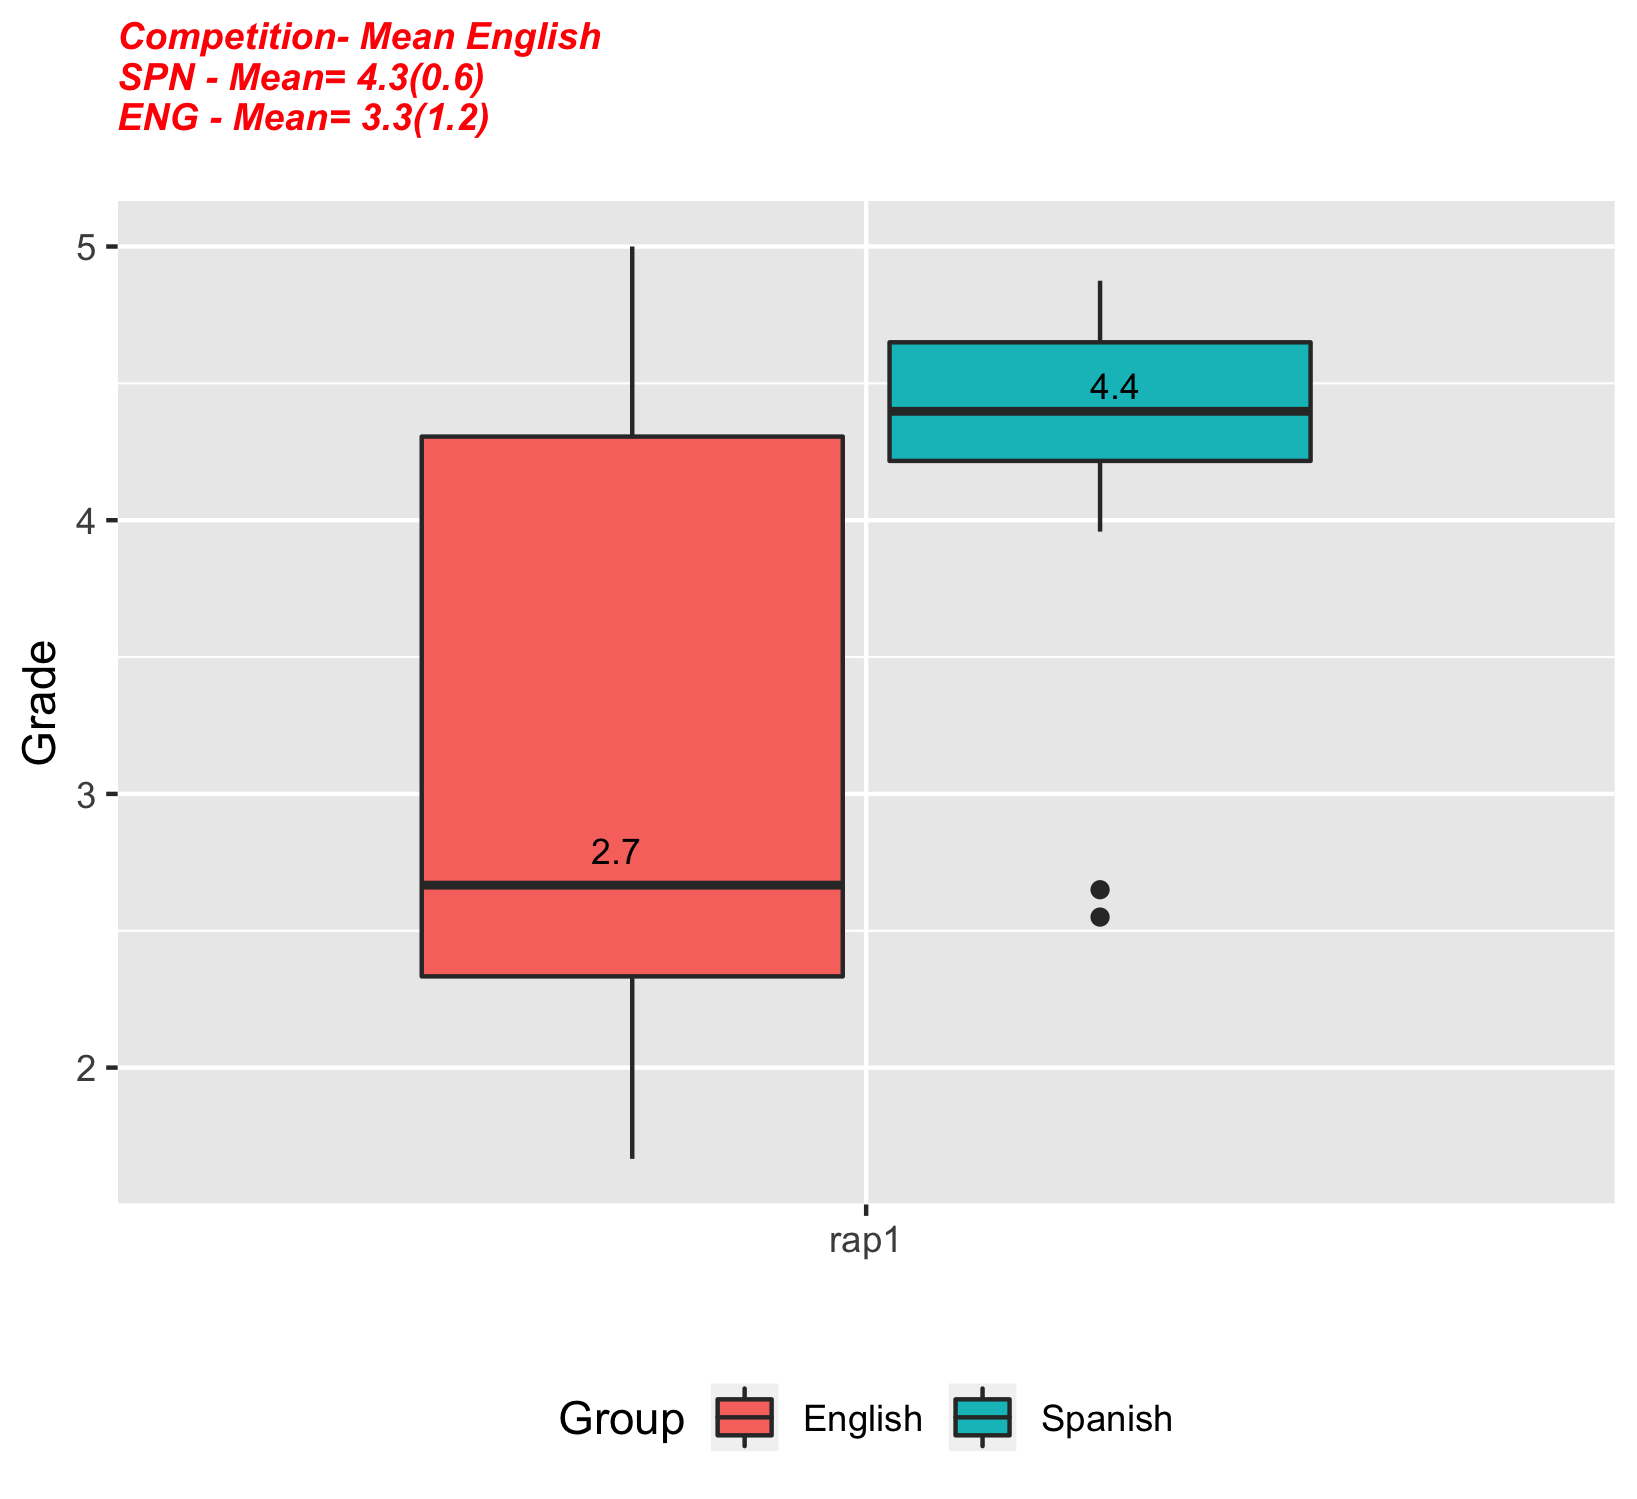 Competition- Mean English
SPN - Mean= 4.3(0.6)
ENG - Mean= 3.3(1.2)
5
4.4
4
Grade
3
2.7
2
rap1
Group English Spanish